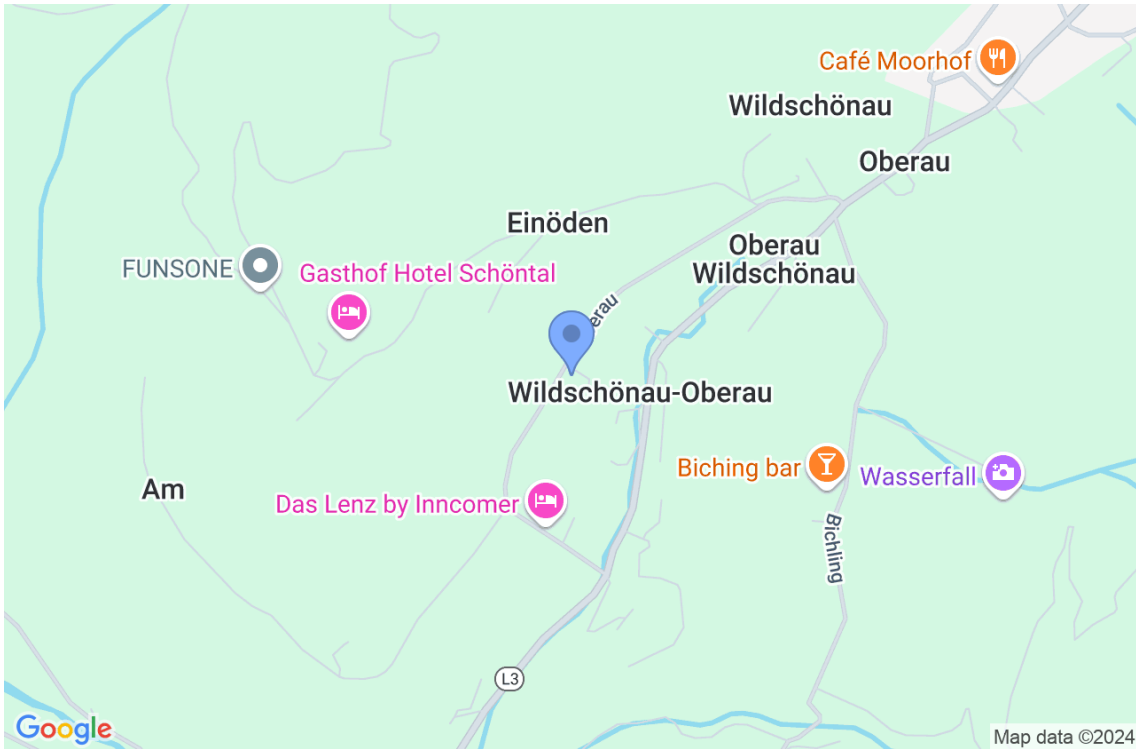 Café Moorhof
Wildschönau
Oberau
Einöden
Oberau
Wildschönau
FUNSONE
Gasthof Hotel Schöntal
erau
Wildschönau-Oberau
Biching bar
Wasserfall
Am
Das Lenz by Inncomer
Bichling
L3
Google
Map data ©2024